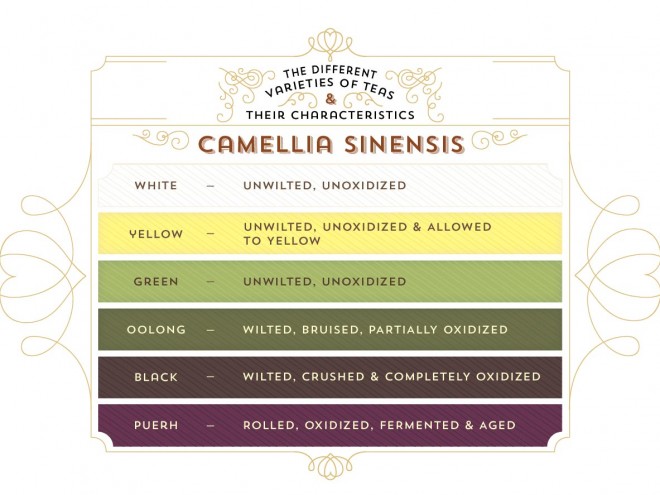 THE DIFFERENT
VARIETIES OF TEAS
&
THEIR CHARACTERISTICS
CAMELLIA SINENSIS
WHITE – UNWILTED, UNOXIDIZED
YELLOW – UNWILTED, UNOXIDIZED & ALLOWED
TO YELLOW
GREEN – UNWILTED, UNOXIDIZED
OOLONG – WILTED, BRUISED, PARTIALLY OXIDIZED
BLACK – WILTED, CRUSHED & COMPLETELY OXIDIZED
PUERH – ROLLED, OXIDIZED, FERMENTED & AGED